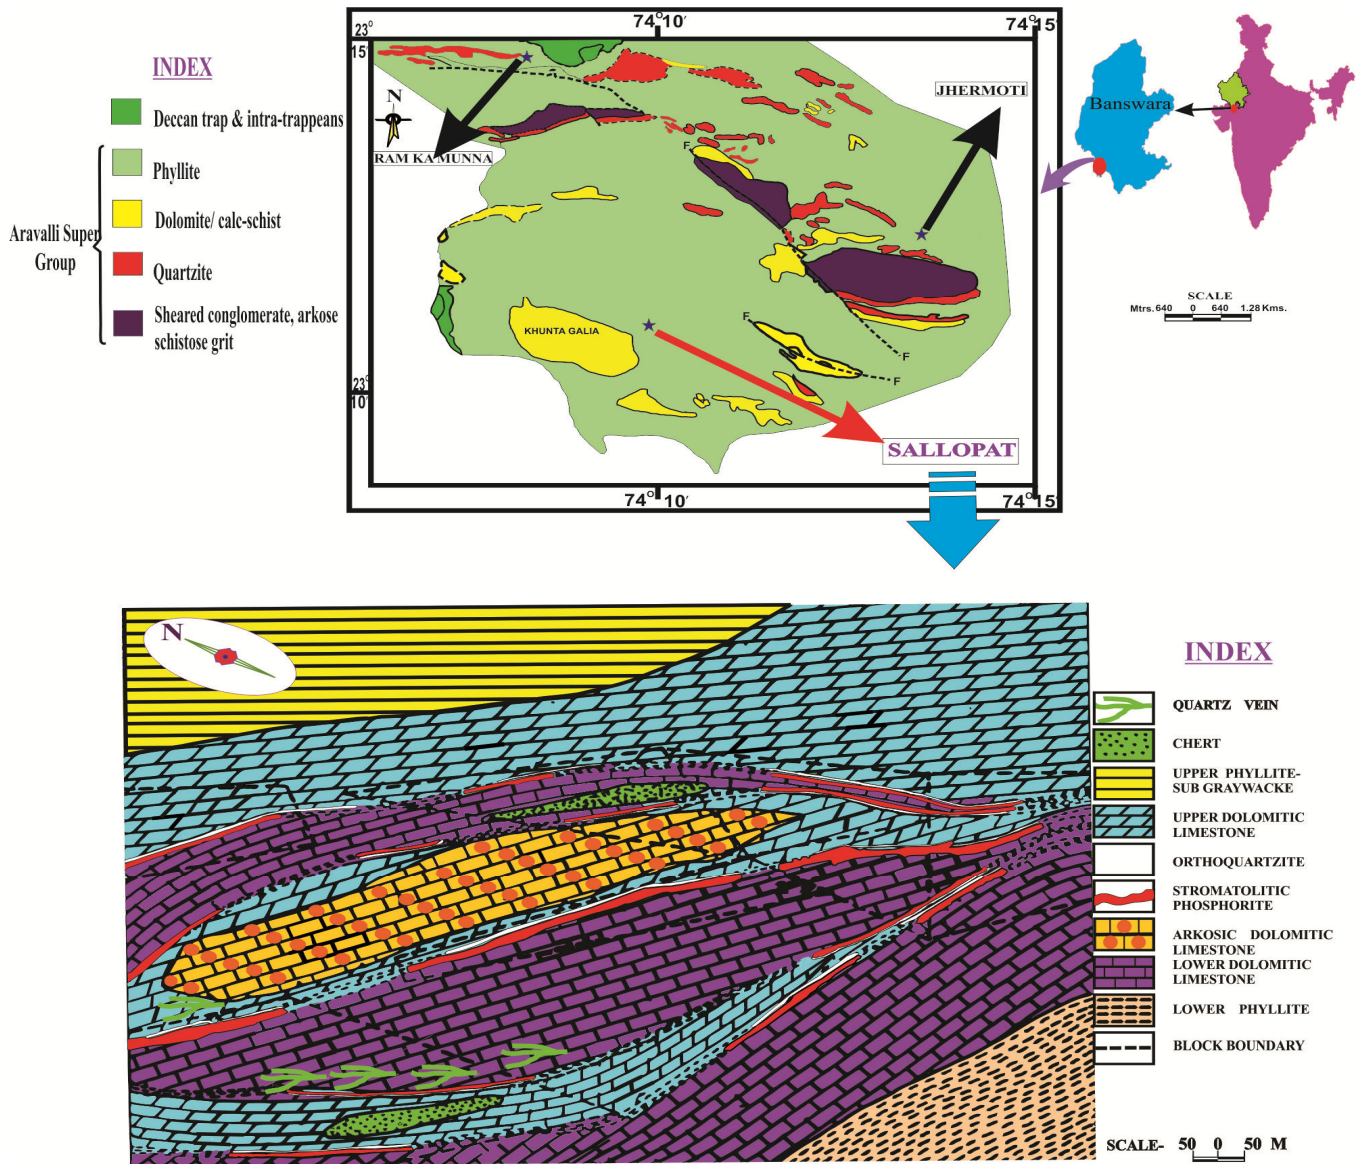 74°10′
74°15′
23°
15′
INDEX
Deccan trap & intra-trappeans
Phyllite
Dolomite/ calc-schist
Aravalli Super
Group
Quartzite
Sheared conglomerate, arkose
schistose grit
N
RAM KA MUNNA
JHERMOTI
F
F
F
F
KHUNTA GALIA
SALLOPAT
23°
10′
74°10′
74°15′
Banswara
SCALE
Mtrs. 640 0 640 1.28 Kms.
N
INDEX
QUARTZ VEIN
CHERT
UPPER PHYLLITE-
SUB GRAYWACKE
UPPER DOLOMITIC
LIMESTONE
ORTHOQUARTZITE
STROMATOLITIC
PHOSPHORITE
ARKOSIC DOLOMITIC
LIMESTONE
LOWER DOLOMITIC
LIMESTONE
LOWER PHYLLITE
BLOCK BOUNDARY
SCALE- 50 0 50 M